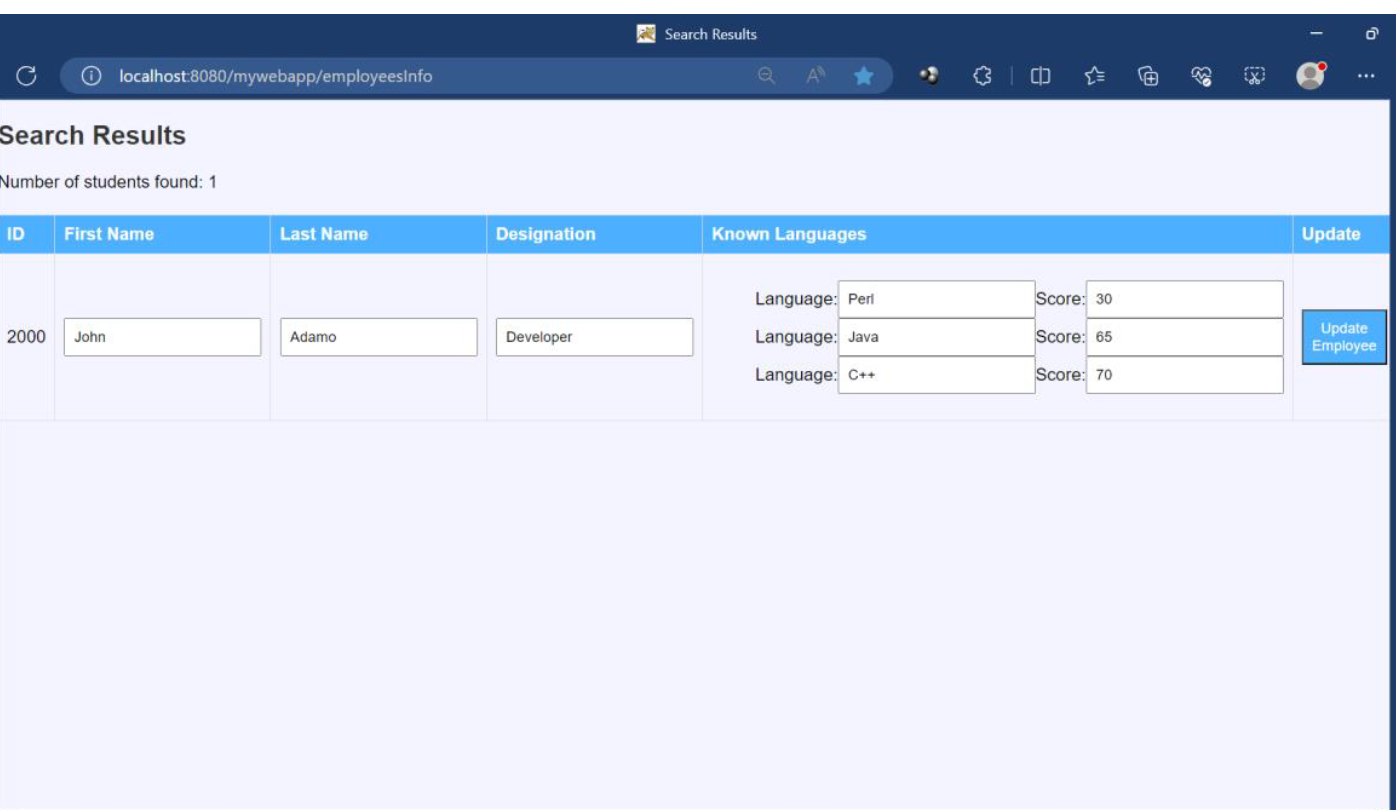 Search Results
localhost:8080/mywebapp/employeesInfo
Search Results
Number of students found: 1
ID First Name Last Name Designation Known Languages Update
Language: Perl Score: 30
2000 John Adamo Developer Language: Java Score: 65 Update Employee
Language: C++ Score: 70